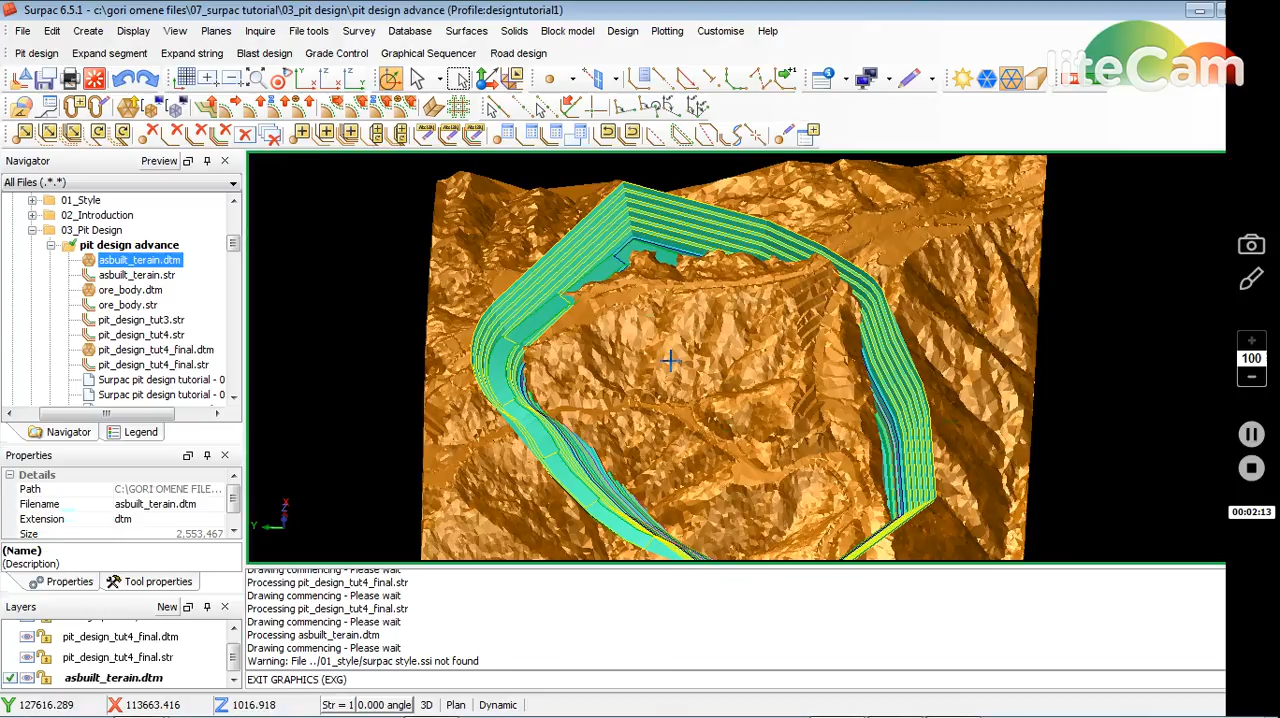 Surpac 6.5.1 - c:\gori omene files\07_surpac tutorial\03_pit design\pit design advance (Profile:designtutorial1)
File Edit Create Display View Planes Inquire File tools Survey Database Surfaces Solids Block model Design Plotting Customise Help
Pit design Expand segment Expand string Blast design Grade Control Graphical Sequencer Road design
liteCam
Navigator Preview
All Files (*.*)
01_Style
02_Introduction
03_Pit Design
pit design advance
asbuilt_terain.dtm
asbuilt_terain.str
ore_body.dtm
ore_body.str
pit_design_tut3.str
pit_design_tut4.str
pit_design_tut4_final.dtm
pit_design_tut4_final.str
Surpac pit design tutorial - 0
Surpac pit design tutorial - 0
Navigator Legend
Properties
Details
Path C:\GORI OMENE FILE...
Filename asbuilt_terain.dtm
Extension dtm
Size 2,553,467
(Name)
(Description)
Properties Tool properties
Layers New
pit_design_tut4_final.dtm
pit_design_tut4_final.str
asbuilt_terain.dtm
X
Z
Y
Drawing commencing - Please wait
Processing pit_design_tut4_final.str
Drawing commencing - Please wait
Processing pit_design_tut4_final.str
Drawing commencing - Please wait
Processing asbuilt_terain.dtm
Drawing commencing - Please wait
Warning: File ../01_style/surpac style.ssi not found
EXIT GRAPHICS (EXG)
Y 127616.289 X 113663.416 Z 1016.918 Str = 1 0.000 angle 3D Plan Dynamic
100
00:02:13